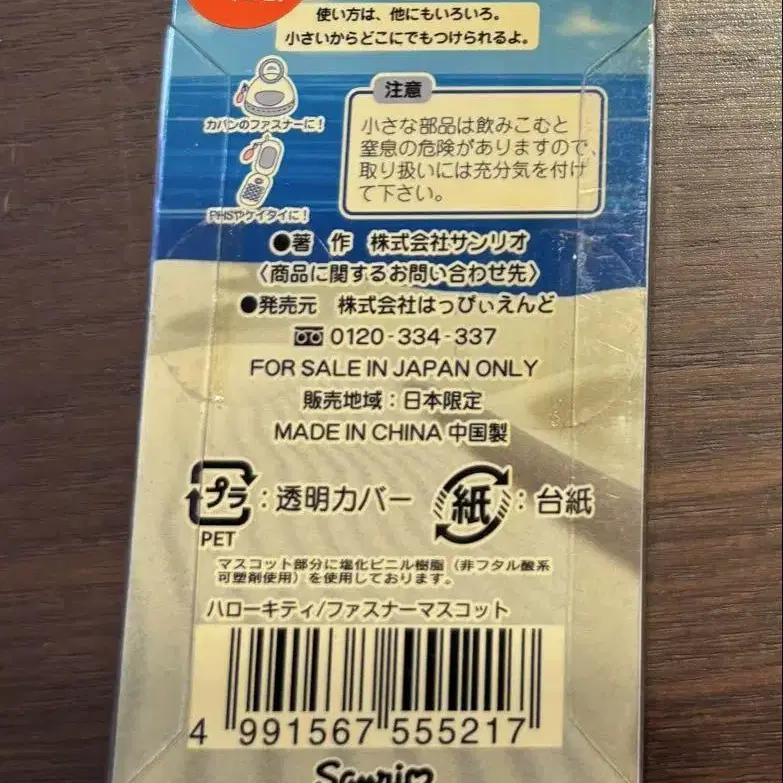 使い方は、他にもいろいろ。
小さいからどこにでもつけられるよ。
カバンのファスナーに!
PHSやケイタイに!
注意
小さな部品は飲みこむと
窒息の危険がありますので、
取り扱いには充分気を付け
て下さい。
●著 作 株式会社サンリオ
〈商品に関するお問い合わせ先〉
●発売元 株式会社はっぴぃえんど
0120-334-337
FOR SALE IN JAPAN ONLY
販売地域：日本限定
MADE IN CHINA 中国製
プラ：透明カバー 紙：台紙
PET
マスコット部分に塩化ビニル樹脂（非フタル酸系
可塑剤使用）を使用しております。
ハローキティ/ファスナーマスコット
4 991567 555217
Sanrio